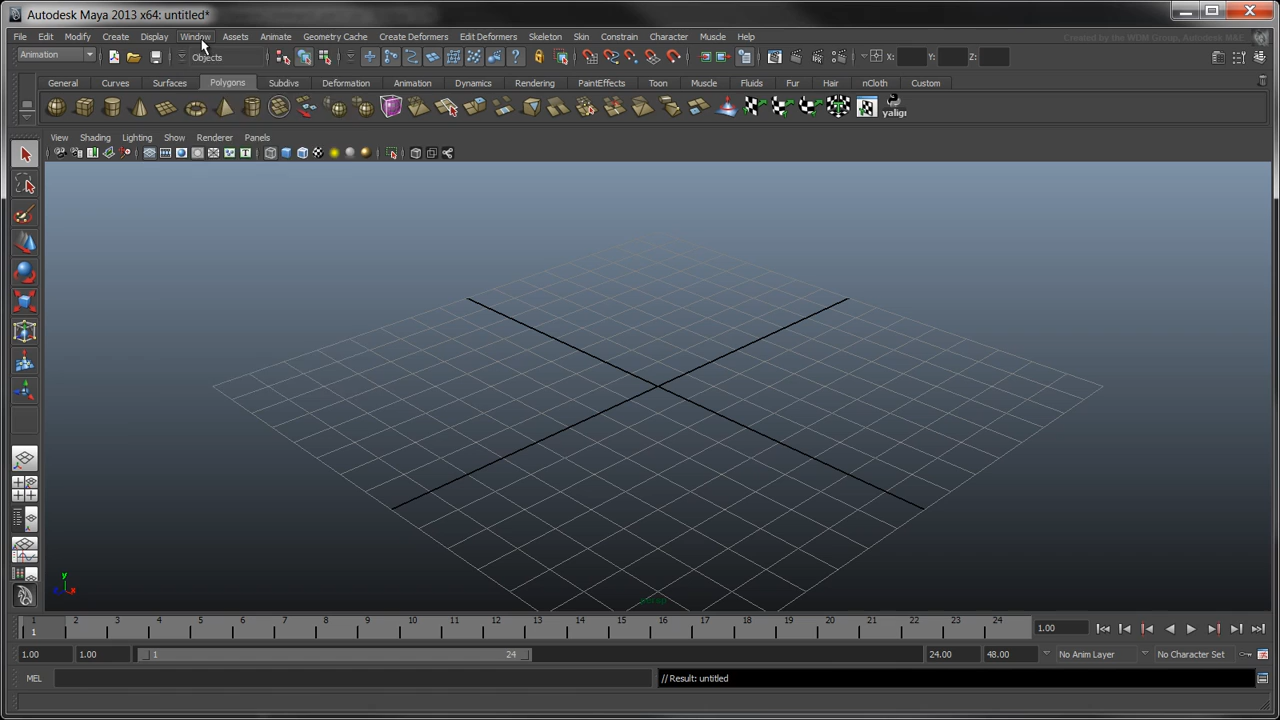 Autodesk Maya 2013 x64: untitled*
File Edit Modify Create Display Window Assets Animate Geometry Cache Create Deformers Edit Deformers Skeleton Skin Constrain Character Muscle Help
Created by the WDM Group, Autodesk M&E
Animation Objects X: Y: Z:
General Curves Surfaces Polygons Subdivs Deformation Animation Dynamics Rendering PaintEffects Toon Muscle Fluids Fur Hair nCloth Custom
yaligi
View Shading Lighting Show Renderer Panels
y
x
persp
1 2 3 4 5 6 7 8 9 10 11 12 13 14 15 16 17 18 19 20 21 22 23 24
1
1.00
1.00 1.00 1 24 24.00 48.00 No Anim Layer No Character Set
MEL // Result: untitled